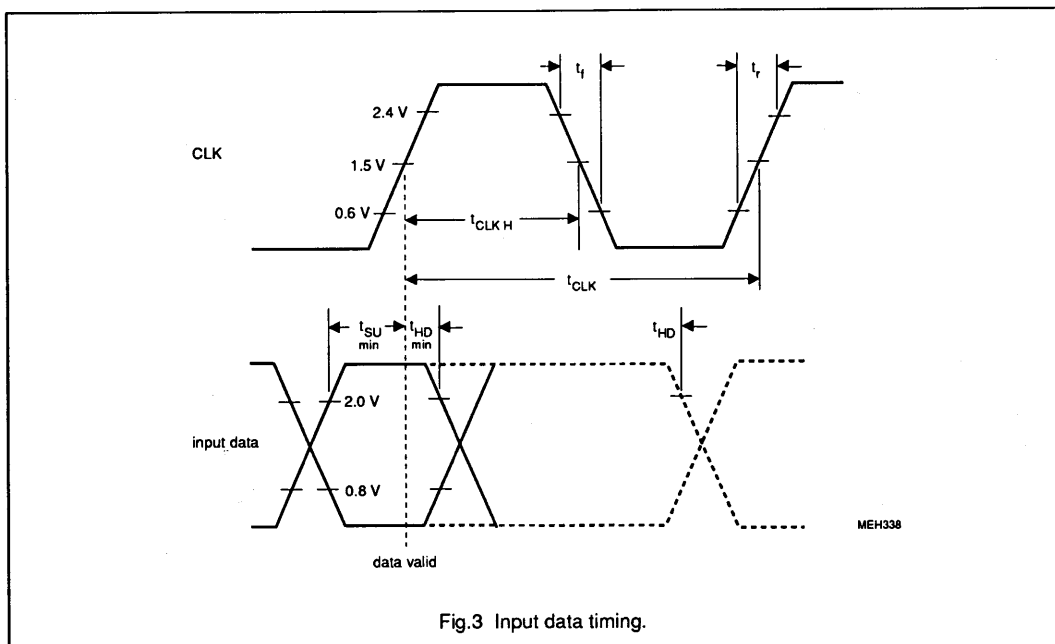 t_f
t_r
2.4 V
CLK
1.5 V
0.6 V
t_CLK H
t_CLK
t_SU min
t_HD min
t_HD
2.0 V
input data
0.8 V
MEH338
data valid
Fig.3 Input data timing.